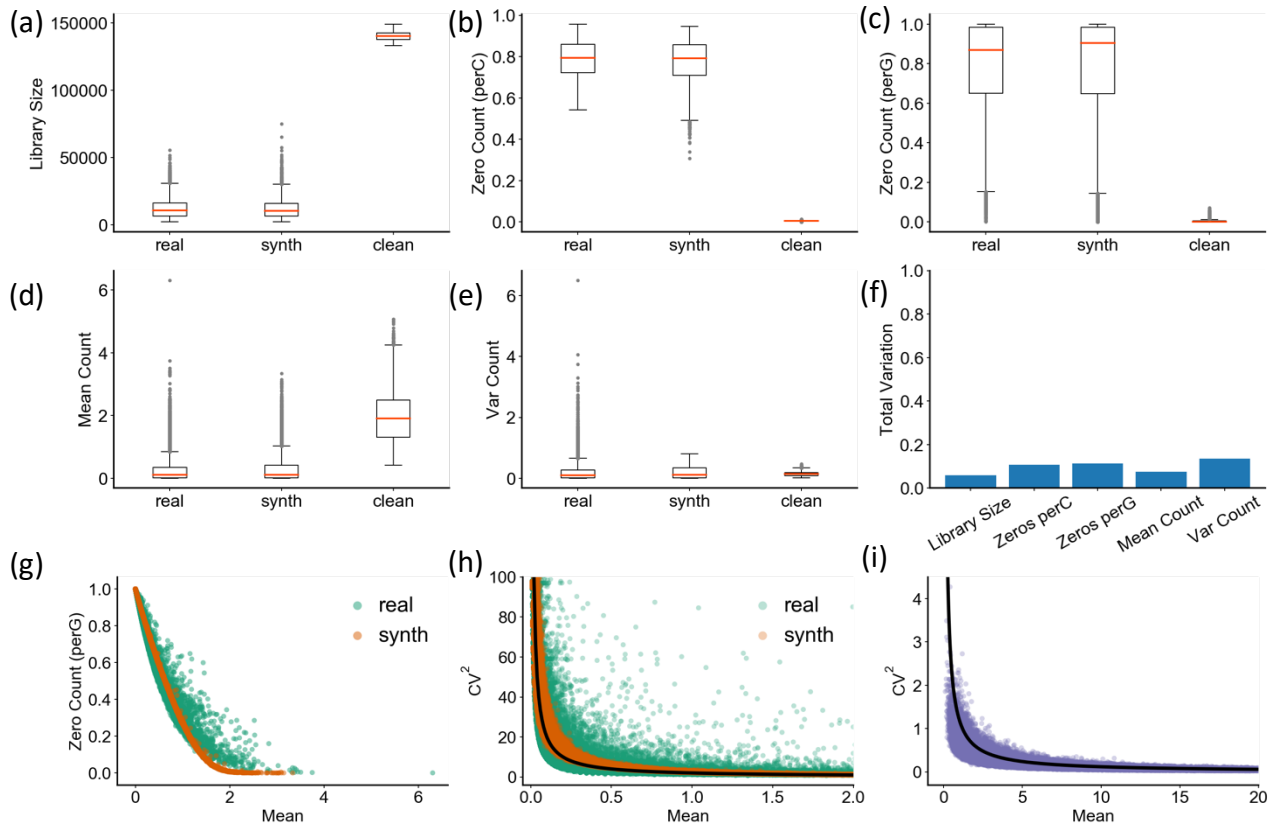 (a)
Library Size
150000
100000
50000
0
real synth clean
(b)
Zero Count (perC)
1.0
0.8
0.6
0.4
0.2
0.0
real synth clean
(c)
Zero Count (perG)
1.0
0.8
0.6
0.4
0.2
0.0
real synth clean
(d)
Mean Count
6
4
2
0
real synth clean
(e)
Var Count
6
4
2
0
real synth clean
(f)
Total Variation
1.0
0.8
0.6
0.4
0.2
0.0
Library Size
Zeros perC
Zeros perG
Mean Count
Var Count
(g)
Zero Count (perG)
1.0
0.8
0.6
0.4
0.2
0.0
real
synth
0 2 4 6
Mean
(h)
CV²
100
80
60
40
20
0
real
synth
0.0 0.5 1.0 1.5 2.0
Mean
(i)
CV²
4
3
2
1
0
0 5 10 15 20
Mean